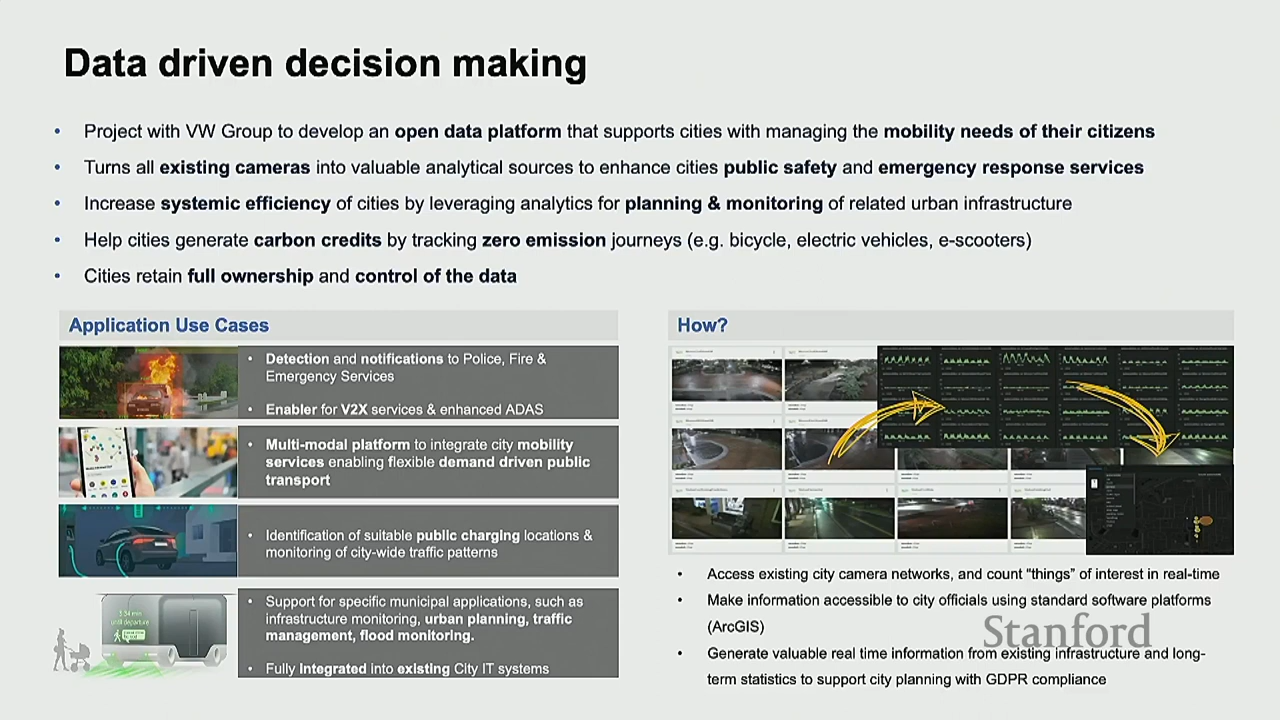 Data driven decision making
• Project with VW Group to develop an open data platform that supports cities with managing the mobility needs of their citizens
• Turns all existing cameras into valuable analytical sources to enhance cities public safety and emergency response services
• Increase systemic efficiency of cities by leveraging analytics for planning & monitoring of related urban infrastructure
• Help cities generate carbon credits by tracking zero emission journeys (e.g. bicycle, electric vehicles, e-scooters)
• Cities retain full ownership and control of the data
Application Use Cases
• Detection and notifications to Police, Fire &
Emergency Services
• Enabler for V2X services & enhanced ADAS
• Multi-modal platform to integrate city mobility
services enabling flexible demand driven public
transport
• Identification of suitable public charging locations &
monitoring of city-wide traffic patterns
5:34 min
until departure
• Support for specific municipal applications, such as
infrastructure monitoring, urban planning, traffic
management, flood monitoring.
• Fully Integrated into existing City IT systems
How?
• Access existing city camera networks, and count “things” of interest in real-time
• Make information accessible to city officials using standard software platforms
(ArcGIS)
Stanford
• Generate valuable real time information from existing infrastructure and long-
term statistics to support city planning with GDPR compliance